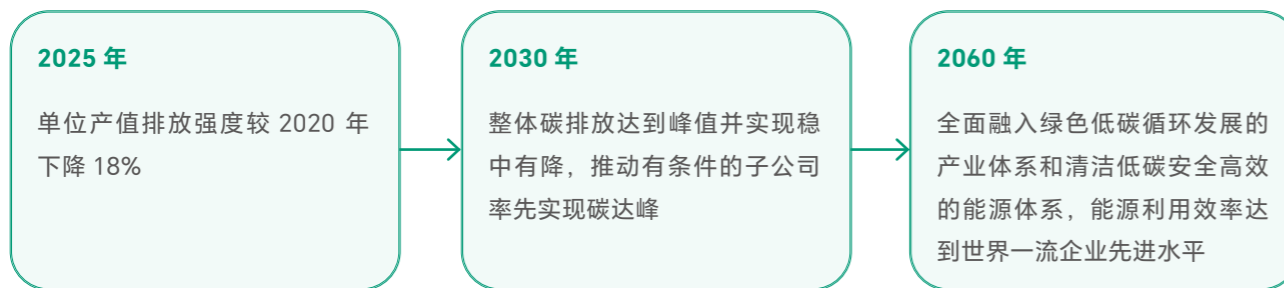 2025 年
单位产值排放强度较 2020 年
下降 18%
2030 年
整体碳排放达到峰值并实现稳
中有降，推动有条件的子公司
率先实现碳达峰
2060 年
全面融入绿色低碳循环发展的
产业体系和清洁低碳安全高效
的能源体系，能源利用效率达
到世界一流企业先进水平